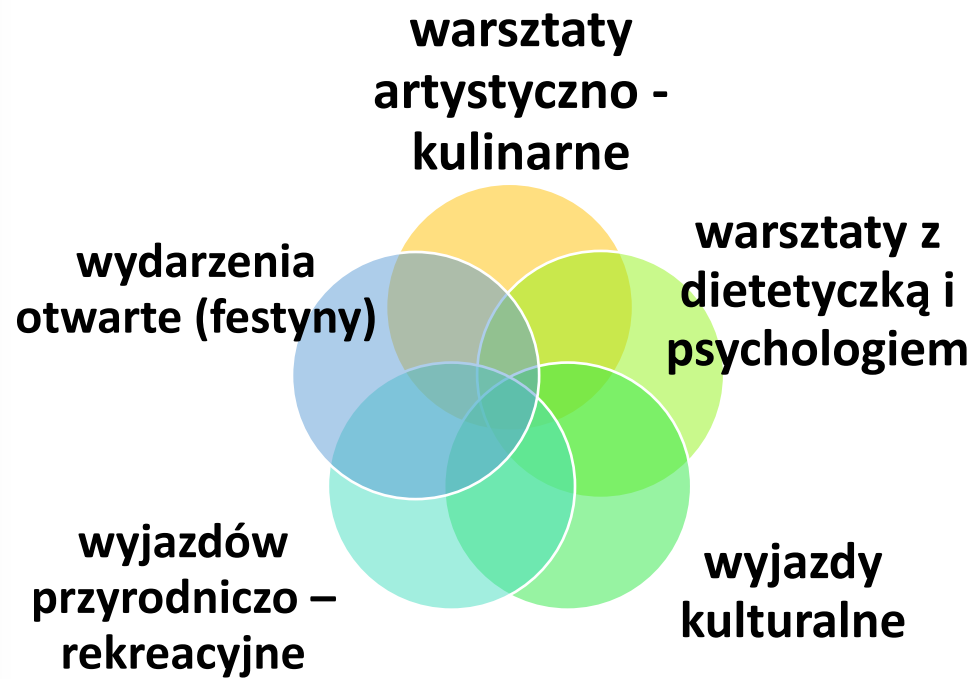 warsztaty
artystyczno -
kulinarne
warsztaty z
dietetyczką i
psychologiem
wyjazdy
kulturalne
wyjazdów
przyrodniczo –
rekreacyjne
wydarzenia
otwarte (festyny)